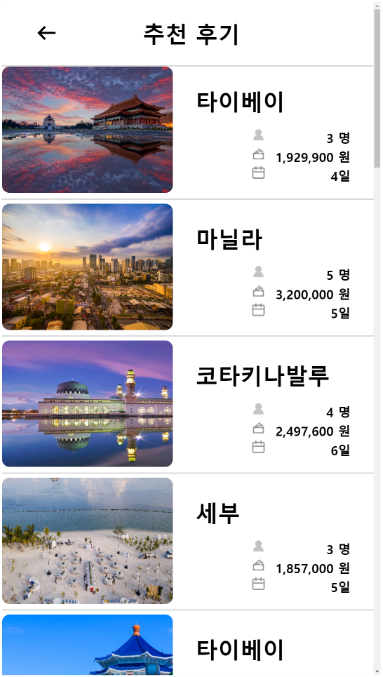 추천 후기
타이베이
3 명
1,929,900 원
4일
마닐라
5 명
3,200,000 원
5일
코타키나발루
4 명
2,497,600 원
6일
세부
3 명
1,857,000 원
5일
타이베이